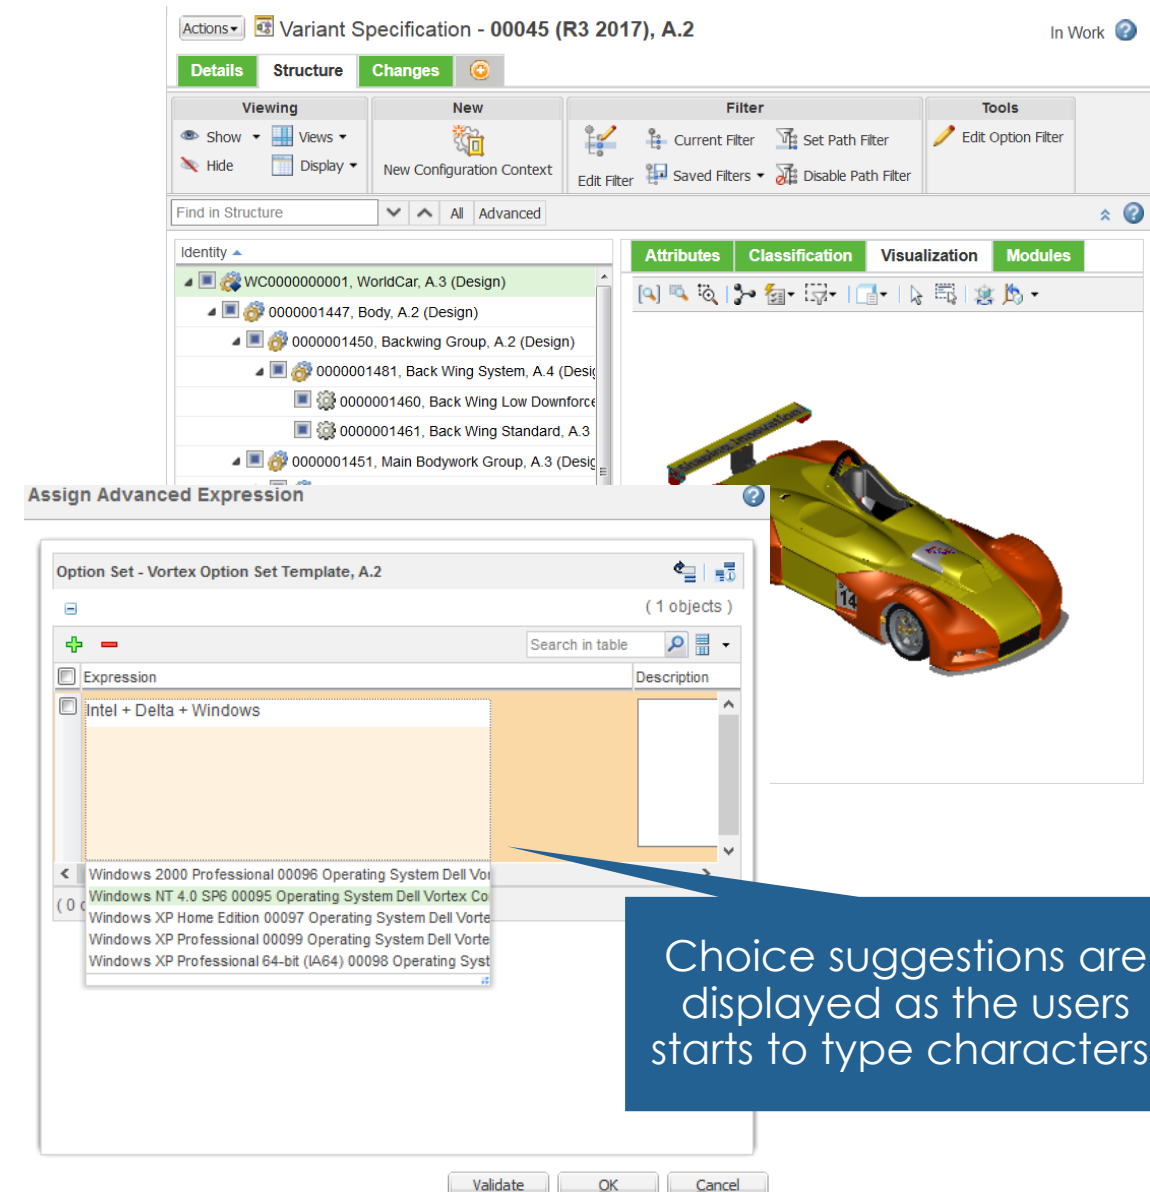 Actions Variant Specification - 00045 (R3 2017), A.2 In Work
Details Structure Changes
Viewing New Filter Tools
Show Views Current Filter Set Path Filter Edit Option Filter
Hide Display New Configuration Context Edit Filter Saved Filters Disable Path Filter
Find in Structure All Advanced
Identity
Attributes Classification Visualization Modules
WC0000000001, WorldCar, A.3 (Design)
0000001447, Body, A.2 (Design)
0000001450, Backwing Group, A.2 (Design)
0000001481, Back Wing System, A.4 (Desig
0000001460, Back Wing Low Downforce
0000001461, Back Wing Standard, A.3
0000001451, Main Bodywork Group, A.3 (Desig
14
Assign Advanced Expression
Option Set - Vortex Option Set Template, A.2
( 1 objects )
Search in table
Expression Description
Intel + Delta + Windows
Windows 2000 Professional 00096 Operating System Dell Vor
Windows NT 4.0 SP6 00095 Operating System Dell Vortex Co
Windows XP Home Edition 00097 Operating System Dell Vorte
Windows XP Professional 00099 Operating System Dell Vorte
Windows XP Professional 64-bit (IA64) 00098 Operating Syst
( 0 o
Choice suggestions are
displayed as the users
starts to type characters
Validate OK Cancel